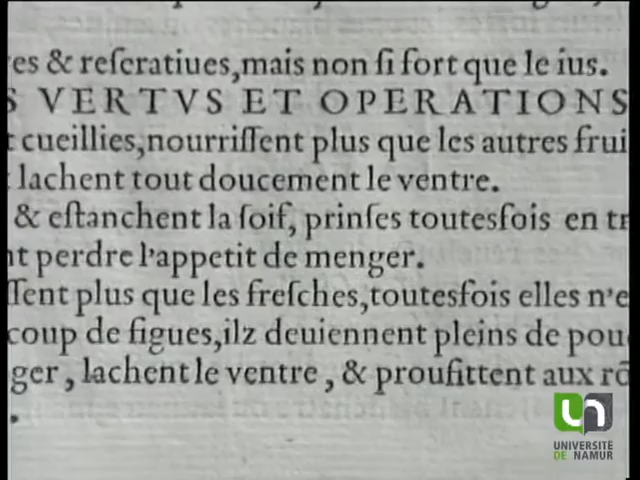 es & reſeratiues,mais non ſi fort que le ius.
S VERTVS ET OPERATIONS
cueillies,nourriſſent plus que les autres frui
lachent tout doucement le ventre.
& eſtanchent la ſoif, prinſes toutesfois en tr
nt perdre l'appetit de menger.
ſſent plus que les freſches,toutesfois elles n'e
coup de figues,ilz deuiennent pleins de pou
ger, lachent le ventre, & proufittent aux rō
.
UNIVERSITÉ
DE NAMUR